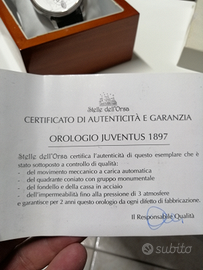 Stelle dell'Orsa
CERTIFICATO DI AUTENTICITÀ E GARANZIA
OROLOGIO JUVENTUS 1897
Stelle dell'Orsa certifica l'autenticità di questo esemplare che è
stato sottoposto a controllo di qualità:
- del movimento meccanico a carica automatica
- del quadrante coniato con gruppo monumentale
- del fondello e della cassa in acciaio
- dell'impermeabilità fino alla pressione di 3 atmosfere
e garantisce per 2 anni questo orologio da ogni difetto di fabbricazione.
Il Responsabile Qualità
subito